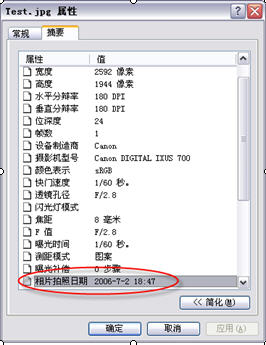 Test.jpg 属性
常规 摘要
属性 值
宽度 2592 像素
高度 1944 像素
水平分辨率 180 DPI
垂直分辨率 180 DPI
位深度 24
帧数 1
设备制造商 Canon
摄影机型号 Canon DIGITAL IXUS 700
颜色表示 sRGB
快门速度 1/60 秒。
透镜孔径
闪光灯模式
焦距 8 毫米
F 值
曝光时间 1/60 秒。
测距模式 图案
曝光补偿 0 步骤
相片拍照日期 2006-7-2 18:47
<< 简化(M)
确定 取消 应用(A)